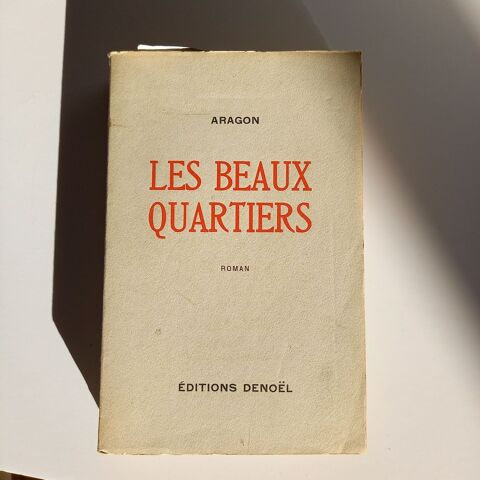 ARAGON
LES BEAUX
QUARTIERS
ROMAN
ÉDITIONS DENOËL